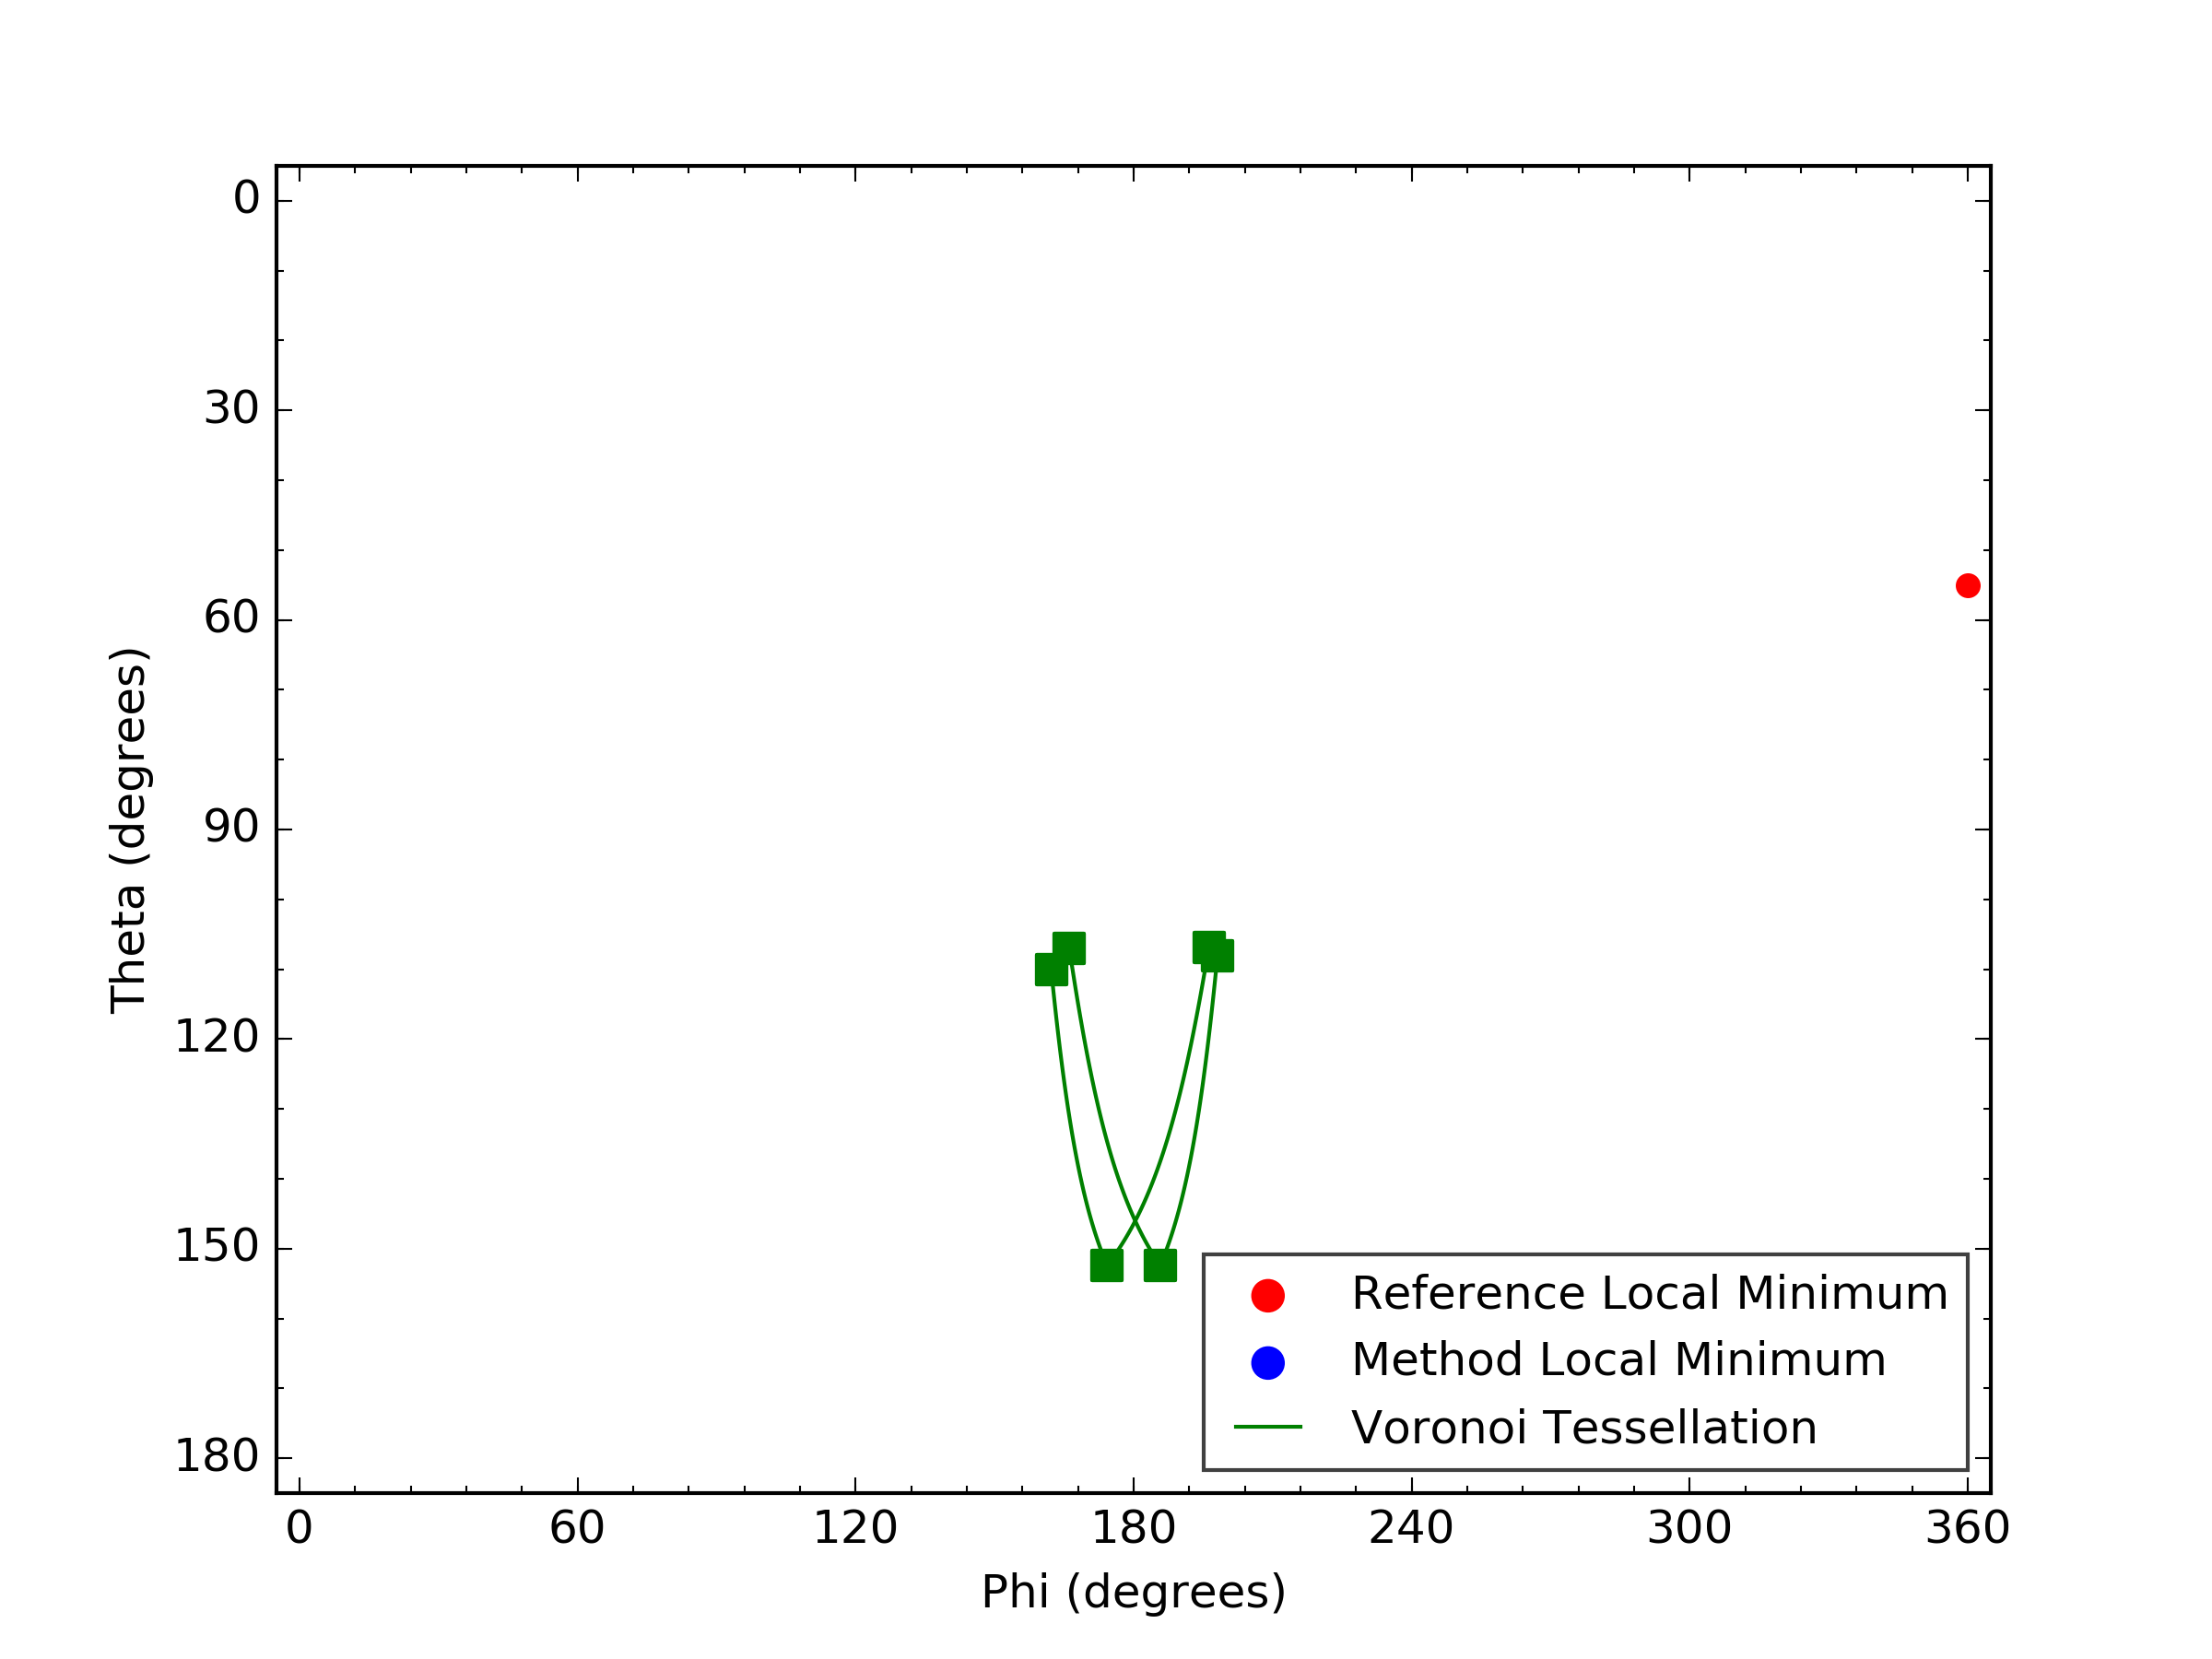 0
30
60
90
120
150
180
Theta (degrees)
Reference Local Minimum
Method Local Minimum
Voronoi Tessellation
0 60 120 180 240 300 360
Phi (degrees)